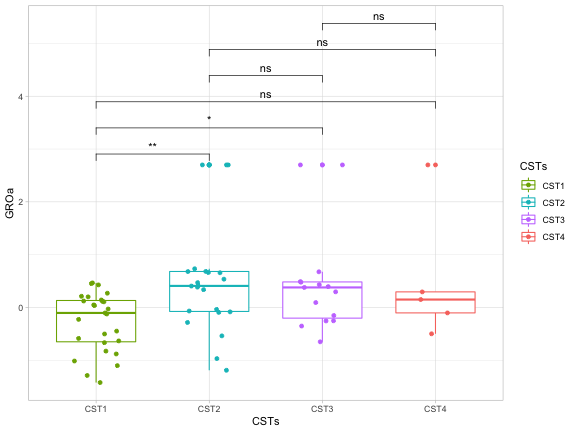 ns
ns
ns
ns
*
**
4
2
0
GROa
CST1 CST2 CST3 CST4
CSTs
CSTs
CST1
CST2
CST3
CST4